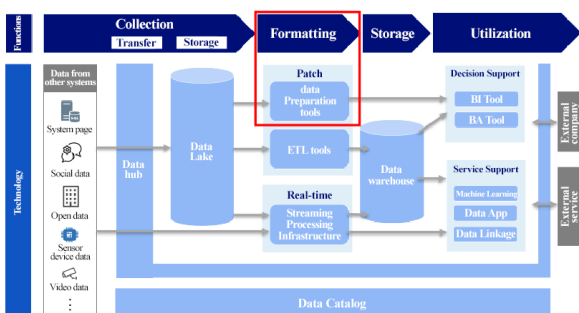 Functions
Collection
Transfer
Storage
Formatting
Storage
Utilization
Technology
Data from
other systems
System page
Social data
Open data
Sensor
device data
Video data
Data
hub
Data
Lake
Patch
data
Preparation
tools
ETL tools
Real-time
Streaming
Processing
Infrastructure
Data
warehouse
Decision Support
BI Tool
BA Tool
Service Support
Machine Learning
Data App
Data Linkage
External
company
External
service
Data Catalog